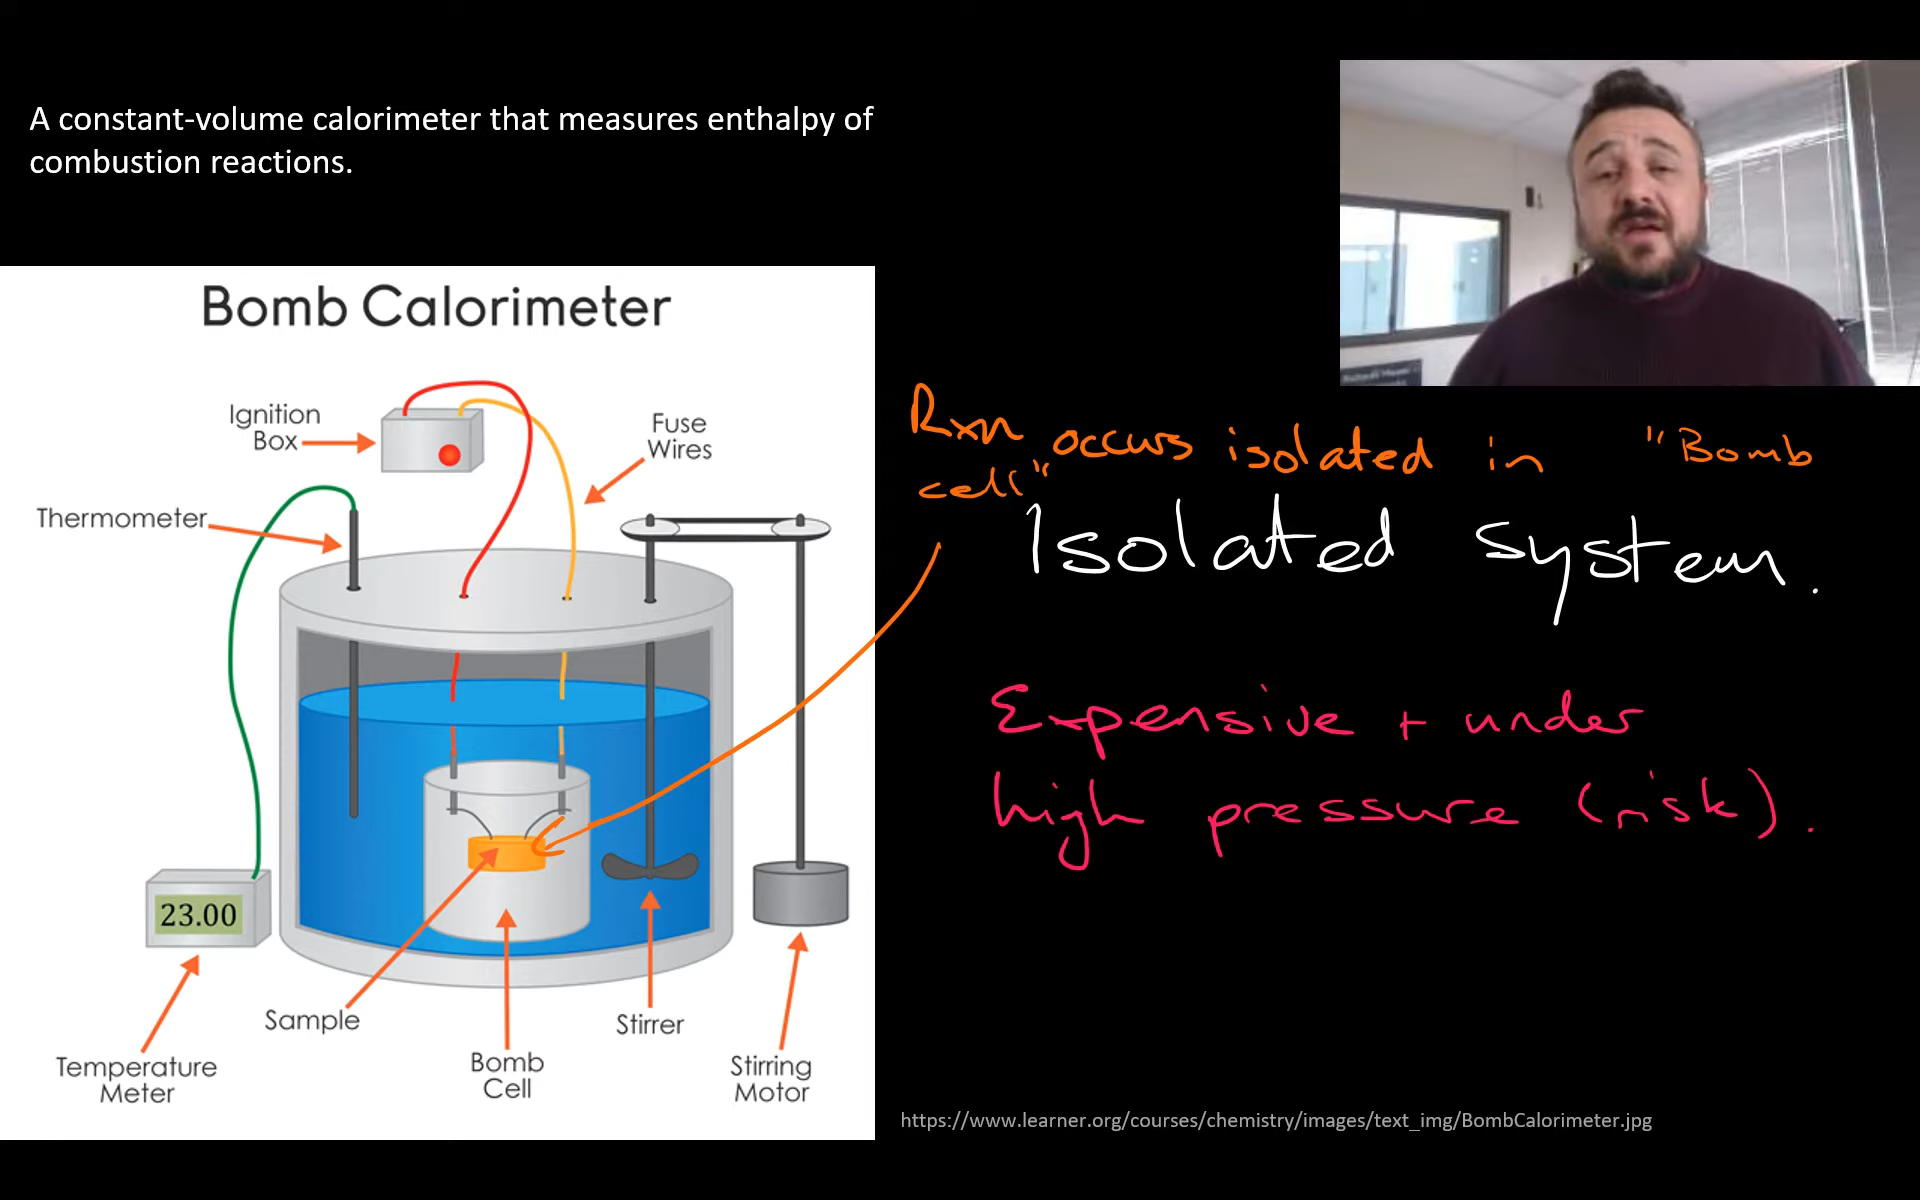 A constant-volume calorimeter that measures enthalpy of
combustion reactions.
Bomb Calorimeter
Ignition
Box
Fuse
Wires
Thermometer
23.00
Sample
Stirrer
Temperature
Meter
Bomb
Cell
Stirring
Motor
Rxn occurs isolated in "Bomb
cell"
Isolated system.
Expensive + under
high pressure (risk).
https://www.learner.org/courses/chemistry/images/text_img/BombCalorimeter.jpg